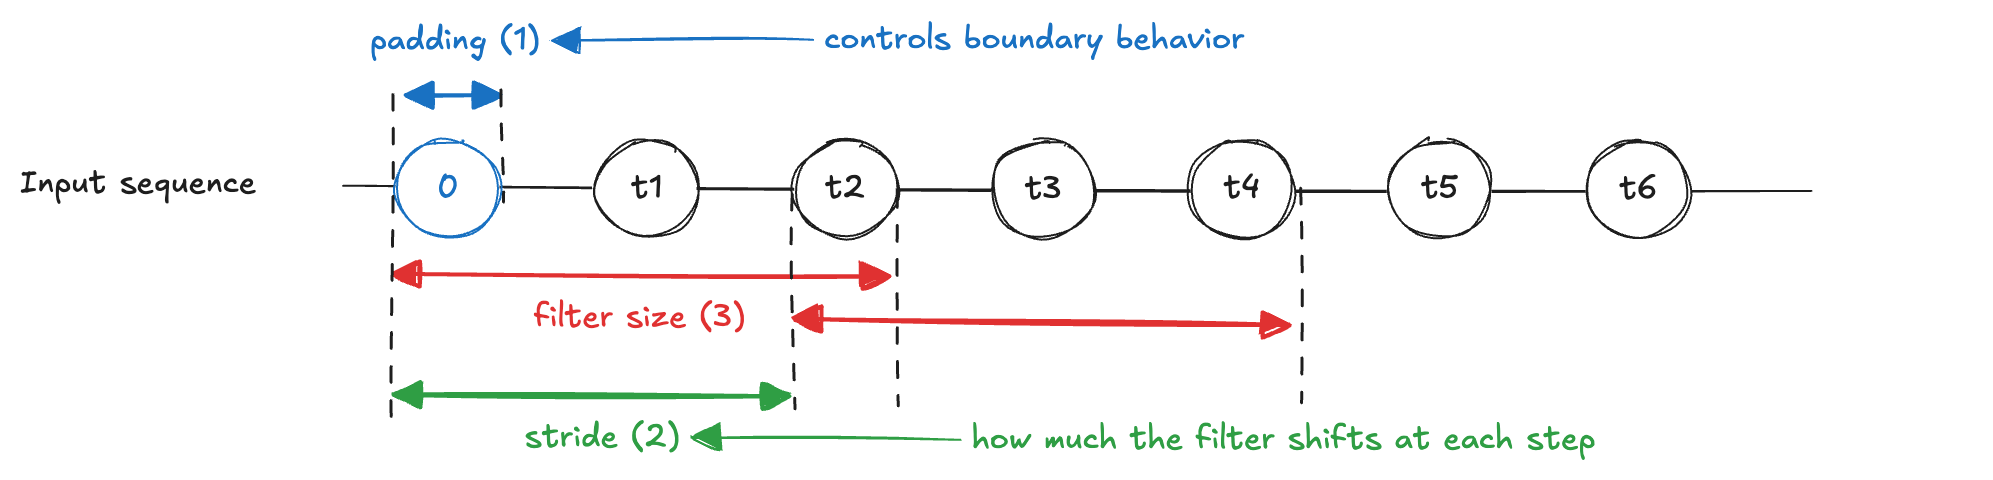 padding (1)
controls boundary behavior
Input sequence
0
t1
t2
t3
t4
t5
t6
filter size (3)
stride (2)
how much the filter shifts at each step